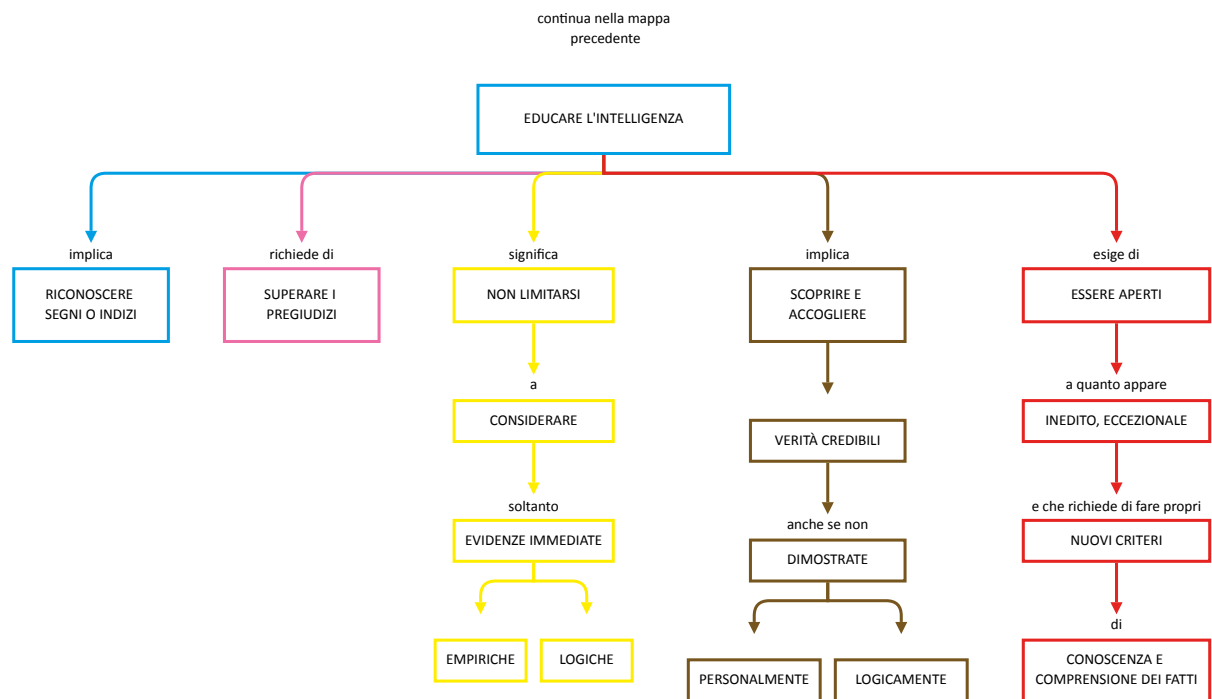 continua nella mappa
precedente
EDUCARE L'INTELLIGENZA
implica
RICONOSCERE
SEGNI O INDIZI
richiede di
SUPERARE I
PREGIUDIZI
significa
NON LIMITARSI
a
CONSIDERARE
soltanto
EVIDENZE IMMEDIATE
EMPIRICHE
LOGICHE
implica
SCOPRIRE E
ACCOGLIERE
VERITÀ CREDIBILI
anche se non
DIMOSTRATE
PERSONALMENTE
LOGICAMENTE
esige di
ESSERE APERTI
a quanto appare
INEDITO, ECCEZIONALE
e che richiede di fare propri
NUOVI CRITERI
di
CONOSCENZA E
COMPRENSIONE DEI FATTI